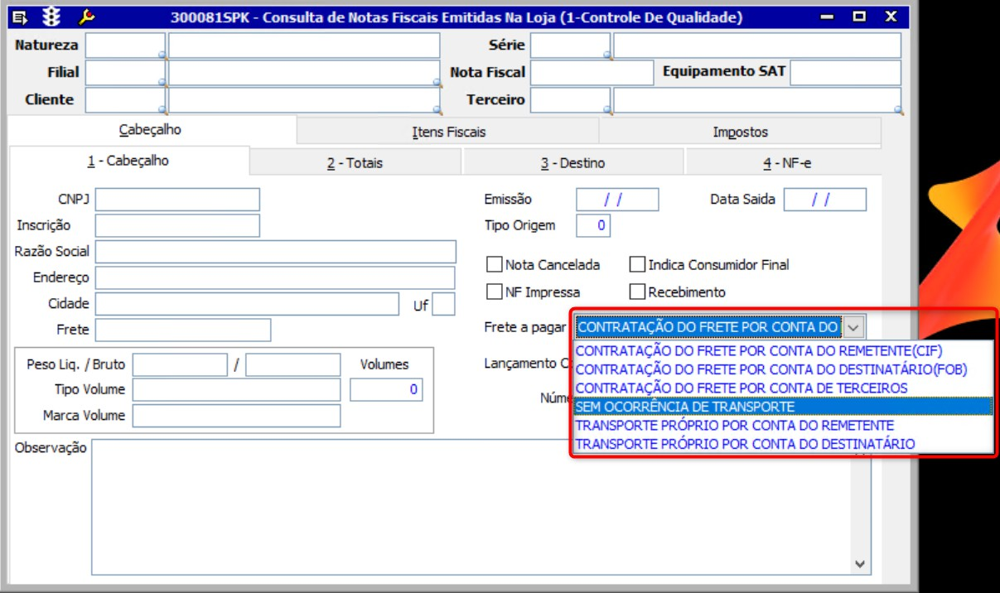 300081SPK - Consulta de Notas Fiscais Emitidas Na Loja (1-Controle De Qualidade)
Natureza Série
Filial Nota Fiscal Equipamento SAT
Cliente Terceiro
Cabeçalho Itens Fiscais Impostos
1 - Cabeçalho 2 - Totais 3 - Destino 4 - NF-e
CNPJ Emissão / / Data Saida / /
Inscrição Tipo Origem 0
Razão Social
Endereço Nota Cancelada Indica Consumidor Final
Cidade Uf NF Impressa Recebimento
Frete Frete a pagar CONTRATAÇÃO DO FRETE POR CONTA DO
CONTRATAÇÃO DO FRETE POR CONTA DO REMETENTE(CIF)
Peso Liq. / Bruto / Volumes Lançamento CONTRATAÇÃO DO FRETE POR CONTA DO DESTINATÁRIO(FOB)
Tipo Volume 0 CONTRATAÇÃO DO FRETE POR CONTA DE TERCEIROS
SEM OCORRÊNCIA DE TRANSPORTE
Marca Volume TRANSPORTE PRÓPRIO POR CONTA DO REMETENTE
Observação TRANSPORTE PRÓPRIO POR CONTA DO DESTINATÁRIO